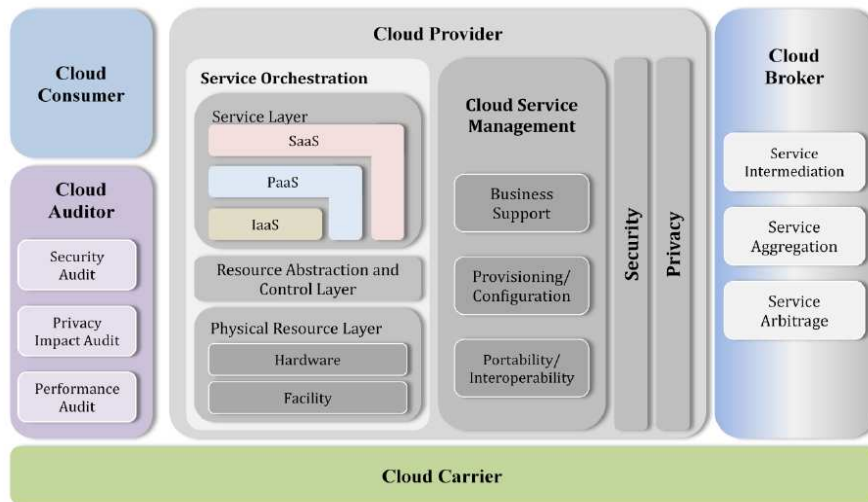 Cloud
Consumer
Cloud
Auditor
Security
Audit
Privacy
Impact Audit
Performance
Audit
Cloud Provider
Service Orchestration
Service Layer
SaaS
PaaS
IaaS
Resource Abstraction and
Control Layer
Physical Resource Layer
Hardware
Facility
Cloud Service
Management
Business
Support
Provisioning/
Configuration
Portability/
Interoperability
Security
Privacy
Cloud
Broker
Service
Intermediation
Service
Aggregation
Service
Arbitrage
Cloud Carrier